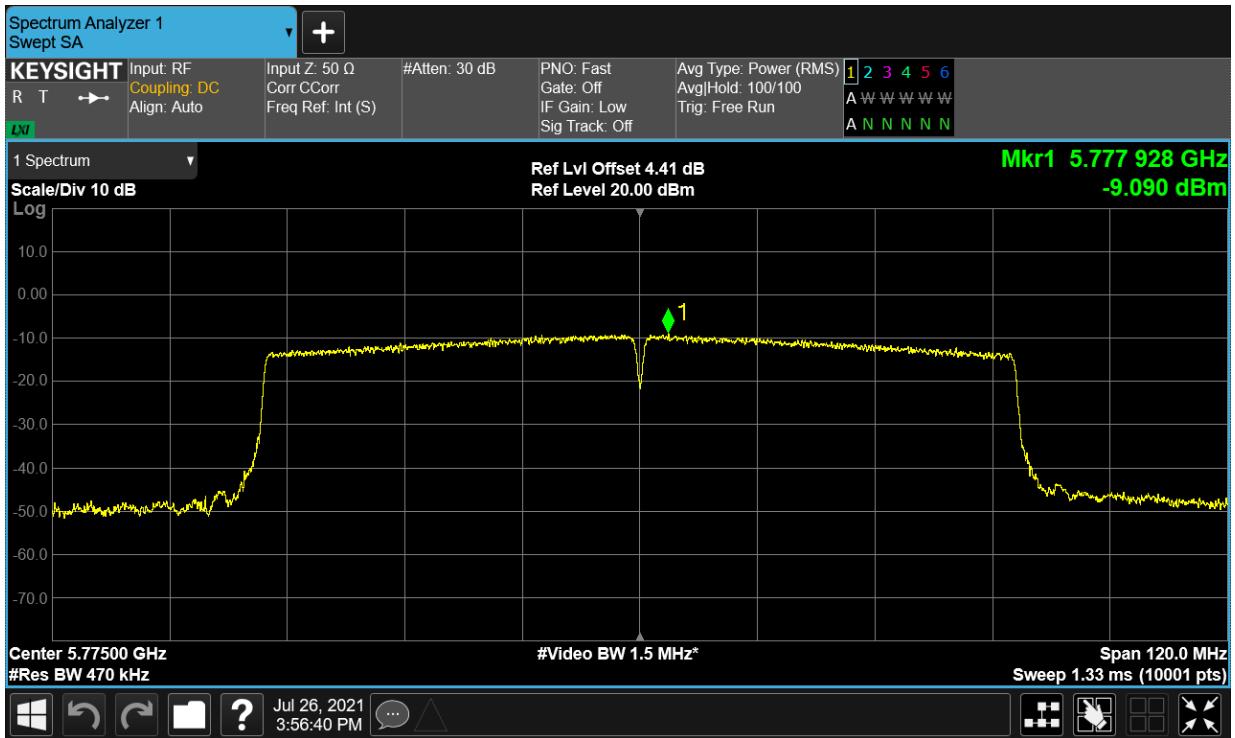 Spectrum Analyzer 1
Swept SA
KEYSIGHT
R T
LXI
Input: RF
Coupling: DC
Align: Auto
Input Z: 50 Ω
Corr CCorr
Freq Ref: Int (S)
#Atten: 30 dB
PNO: Fast
Gate: Off
IF Gain: Low
Sig Track: Off
Avg Type: Power (RMS)
Avg|Hold: 100/100
Trig: Free Run
1 2 3 4 5 6
A W W W W W
A N N N N N
1 Spectrum
Scale/Div 10 dB
Log
Ref Lvl Offset 4.41 dB
Ref Level 20.00 dBm
Mkr1 5.777 928 GHz
-9.090 dBm
10.0
0.00
-10.0
-20.0
-30.0
-40.0
-50.0
-60.0
-70.0
1
Center 5.77500 GHz
#Res BW 470 kHz
#Video BW 1.5 MHz*
Span 120.0 MHz
Sweep 1.33 ms (10001 pts)
?
Jul 26, 2021
3:56:40 PM